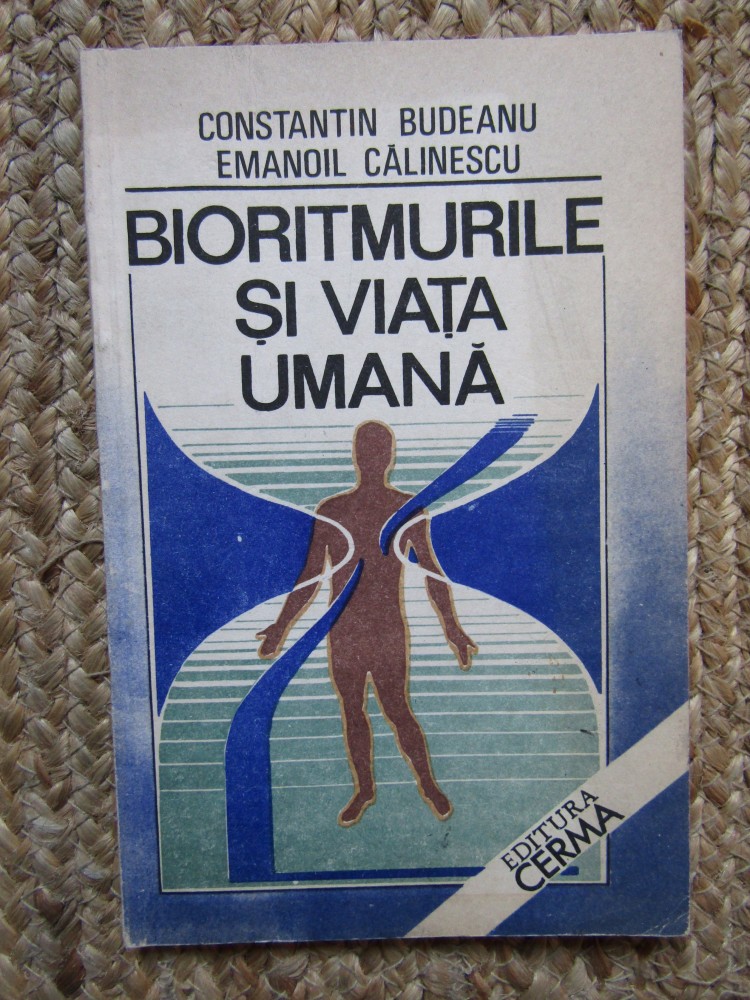 CONSTANTIN BUDEANU
EMANOIL CĂLINESCU
BIORITMURILE
ȘI VIAȚA
UMANĂ
EDITURA
CERMA